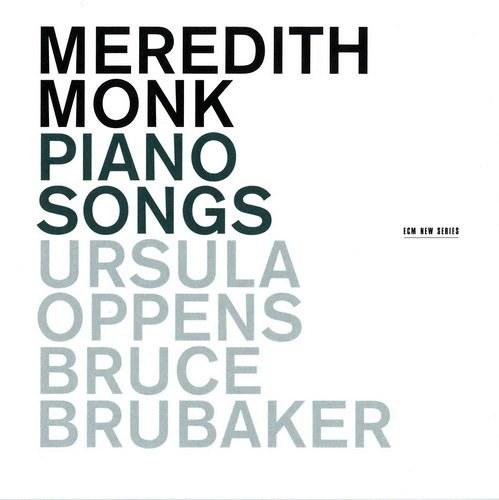 MEREDITH
MONK
PIANO
SONGS
URSULA
OPPENS
BRUCE
BRUBAKER
ECM NEW SERIES